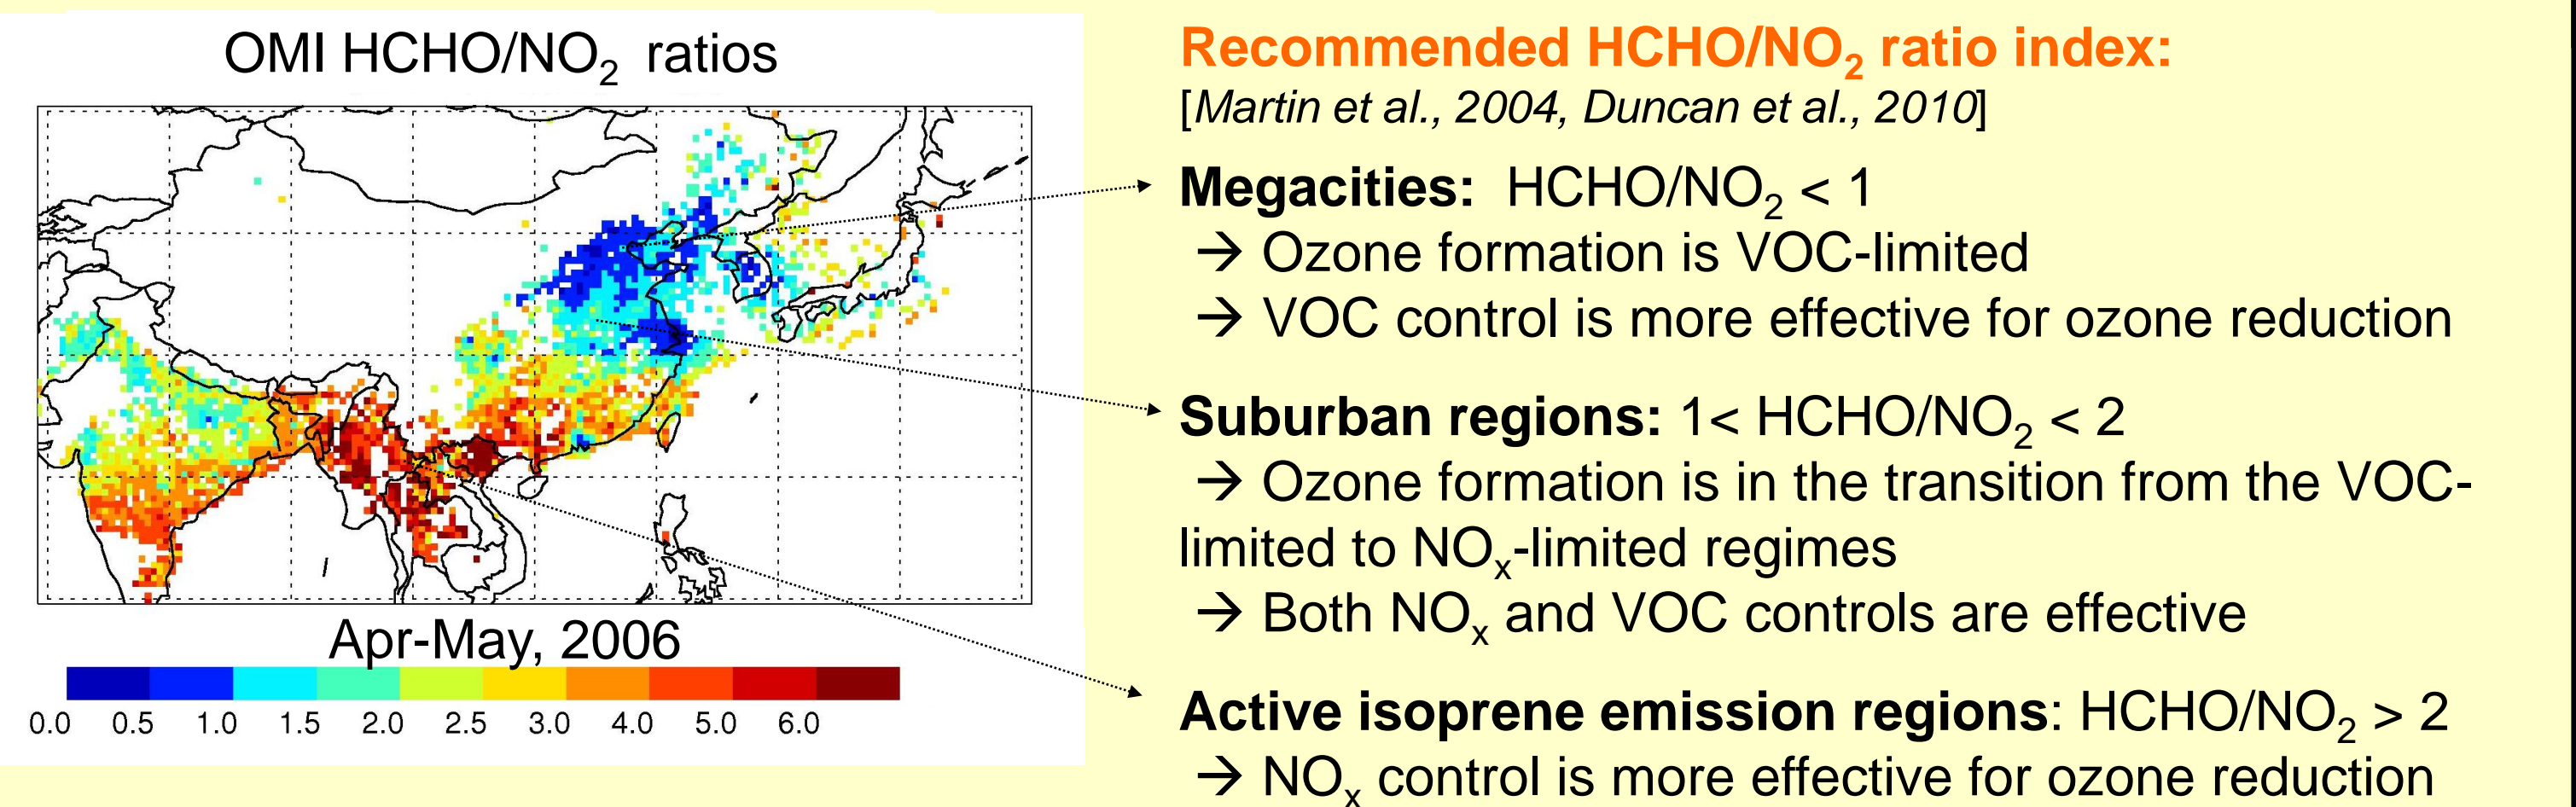 OMI HCHO/NO₂ ratios
Apr-May, 2006
0.0 0.5 1.0 1.5 2.0 2.5 3.0 4.0 5.0 6.0
Recommended HCHO/NO₂ ratio index:
[Martin et al., 2004, Duncan et al., 2010]
Megacities: HCHO/NO₂ < 1
→ Ozone formation is VOC-limited
→ VOC control is more effective for ozone reduction
Suburban regions: 1< HCHO/NO₂ < 2
→ Ozone formation is in the transition from the VOC-
limited to NOₓ-limited regimes
→ Both NOₓ and VOC controls are effective
Active isoprene emission regions: HCHO/NO₂ > 2
→ NOₓ control is more effective for ozone reduction